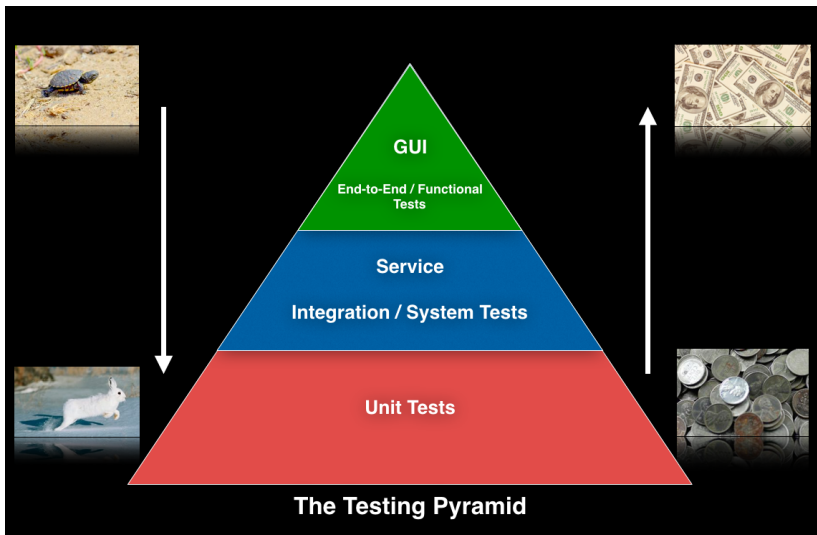 GUI
End-to-End / Functional
Tests
Service
Integration / System Tests
Unit Tests
The Testing Pyramid